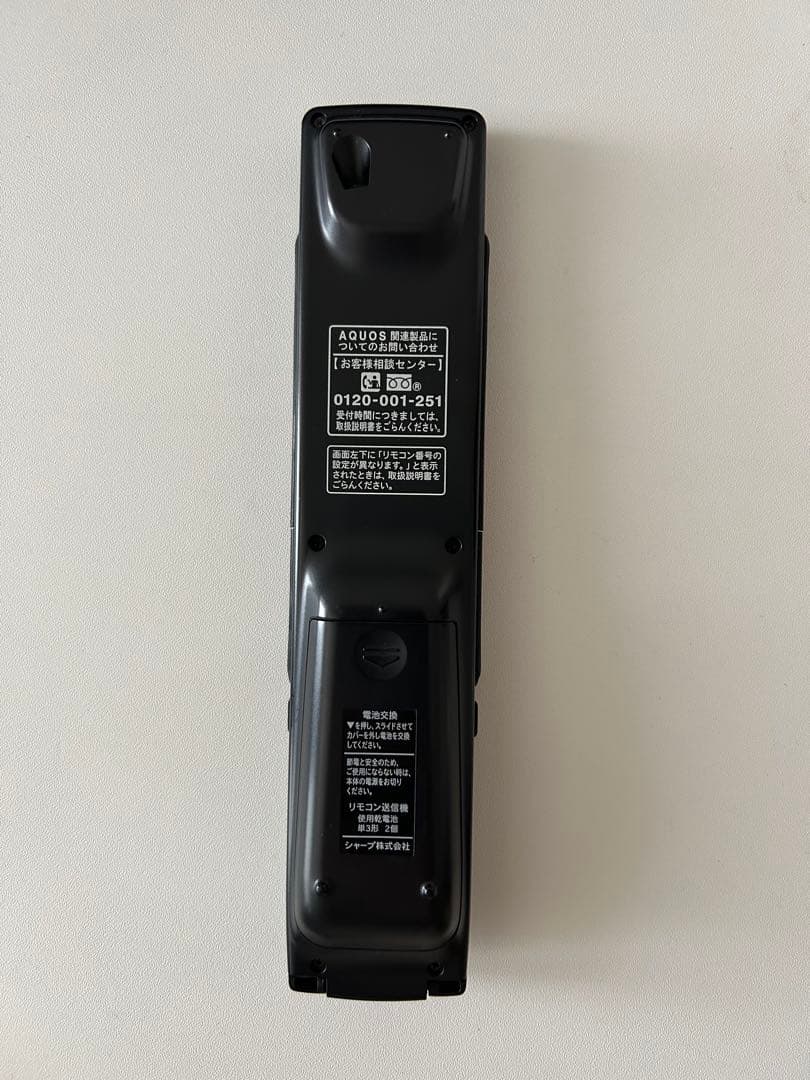 AQUOS 関連製品に
ついてのお問い合わせ
【お客様相談センター】
®
0120-001-251
受付時間につきましては、
取扱説明書をごらんください。
画面左下に「リモコン番号の
設定が異なります。」と表示
されたときは、取扱説明書を
ごらんください。
電池交換
▼を押し、スライドさせて
カバーを外し電池を交換
してください。
節電と安全のため、
ご使用にならない時は、
本体の電源をお切り
ください。
リモコン送信機
使用乾電池
単3形 2個
シャープ株式会社